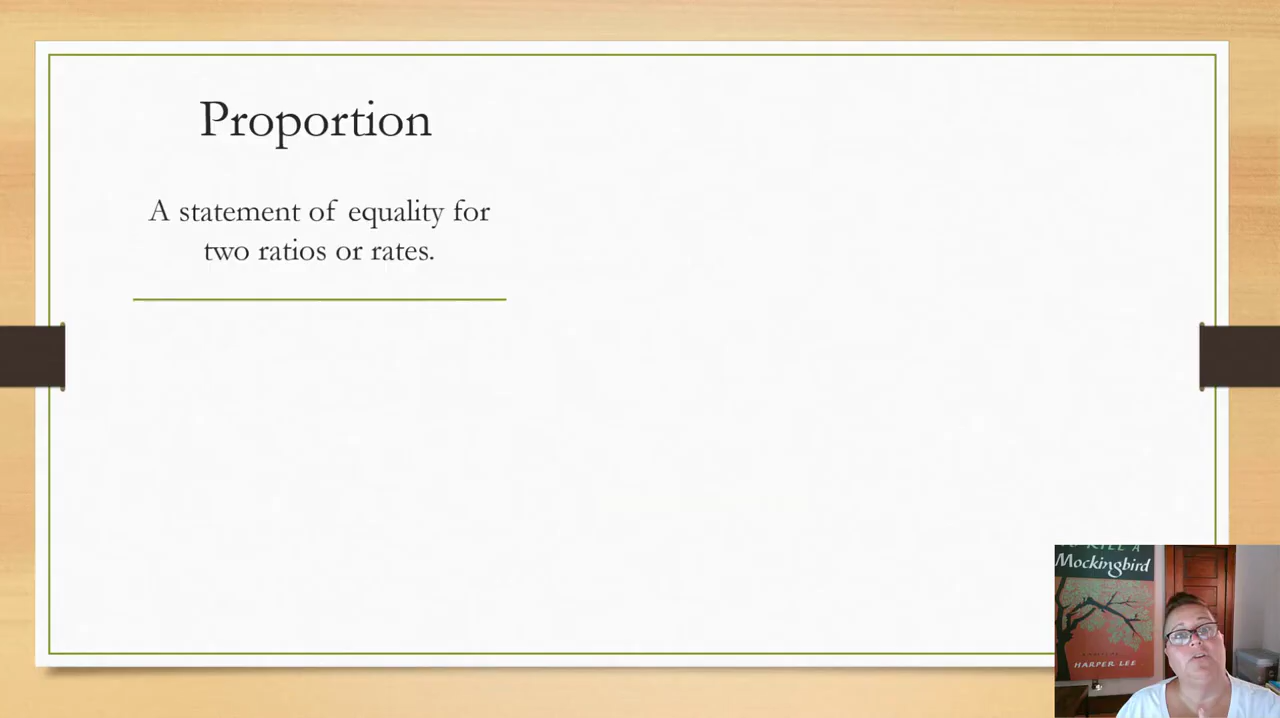 Proportion
A statement of equality for
two ratios or rates.
Mockingbird
HARPER LEE